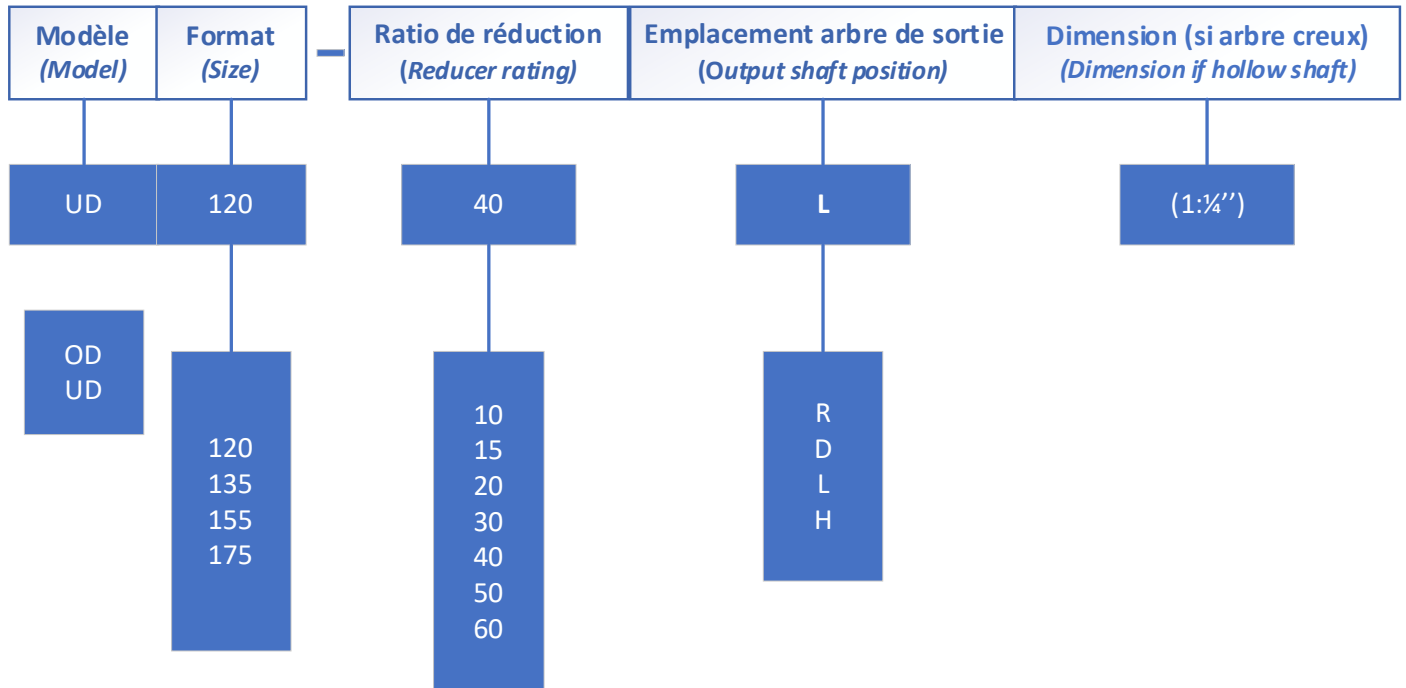 Modèle
(Model)
Format
(Size)
Ratio de réduction
(Reducer rating)
Emplacement arbre de sortie
(Output shaft position)
Dimension (si arbre creux)
(Dimension if hollow shaft)
UD
120
40
L
(1:¼’’)
OD
UD
120
135
155
175
10
15
20
30
40
50
60
R
D
L
H